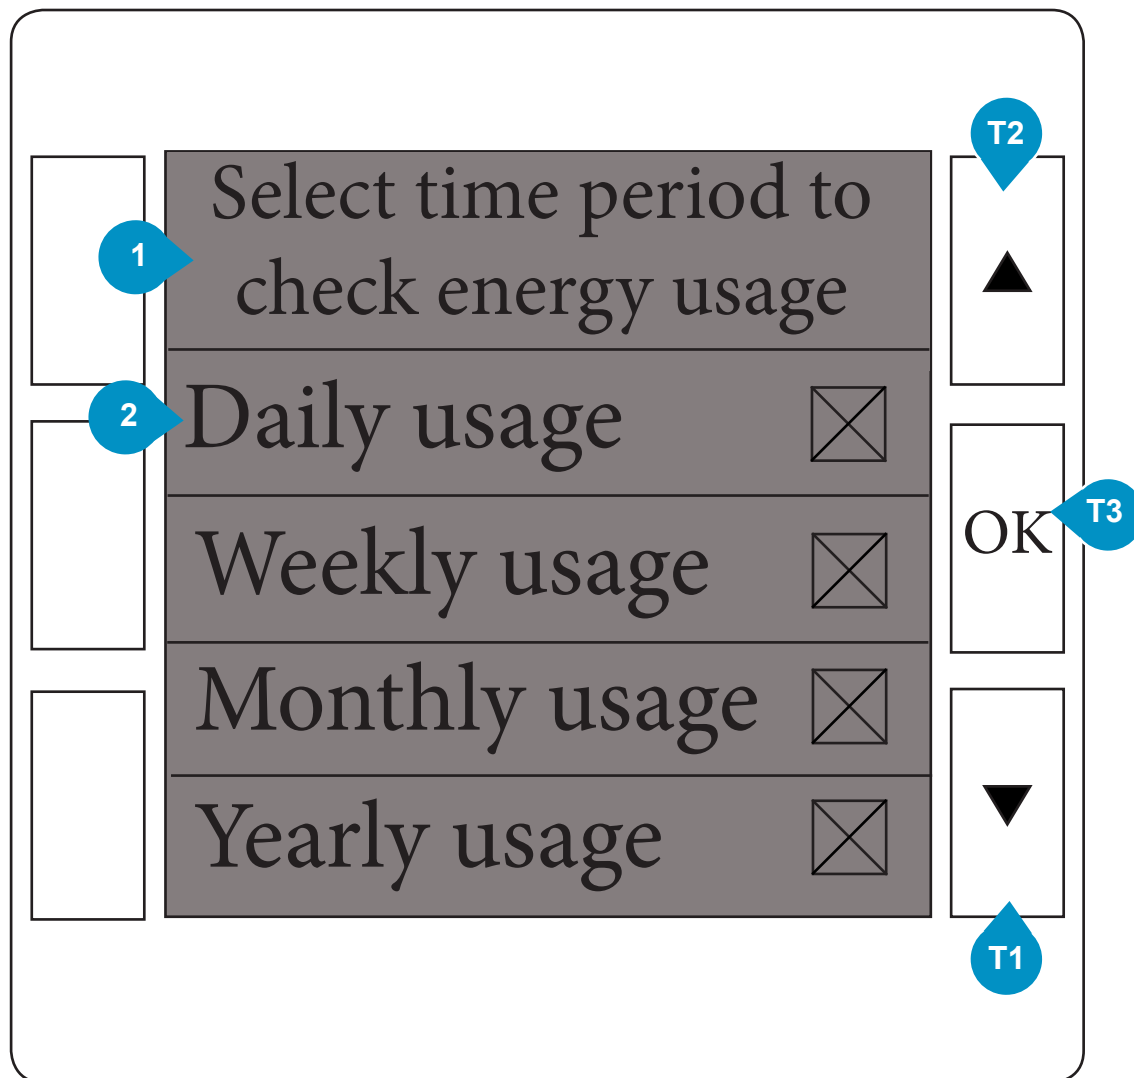 T2
Select time period to
1
check energy usage
2
Daily usage
OK
T3
Weekly usage
Monthly usage
Yearly usage
T1